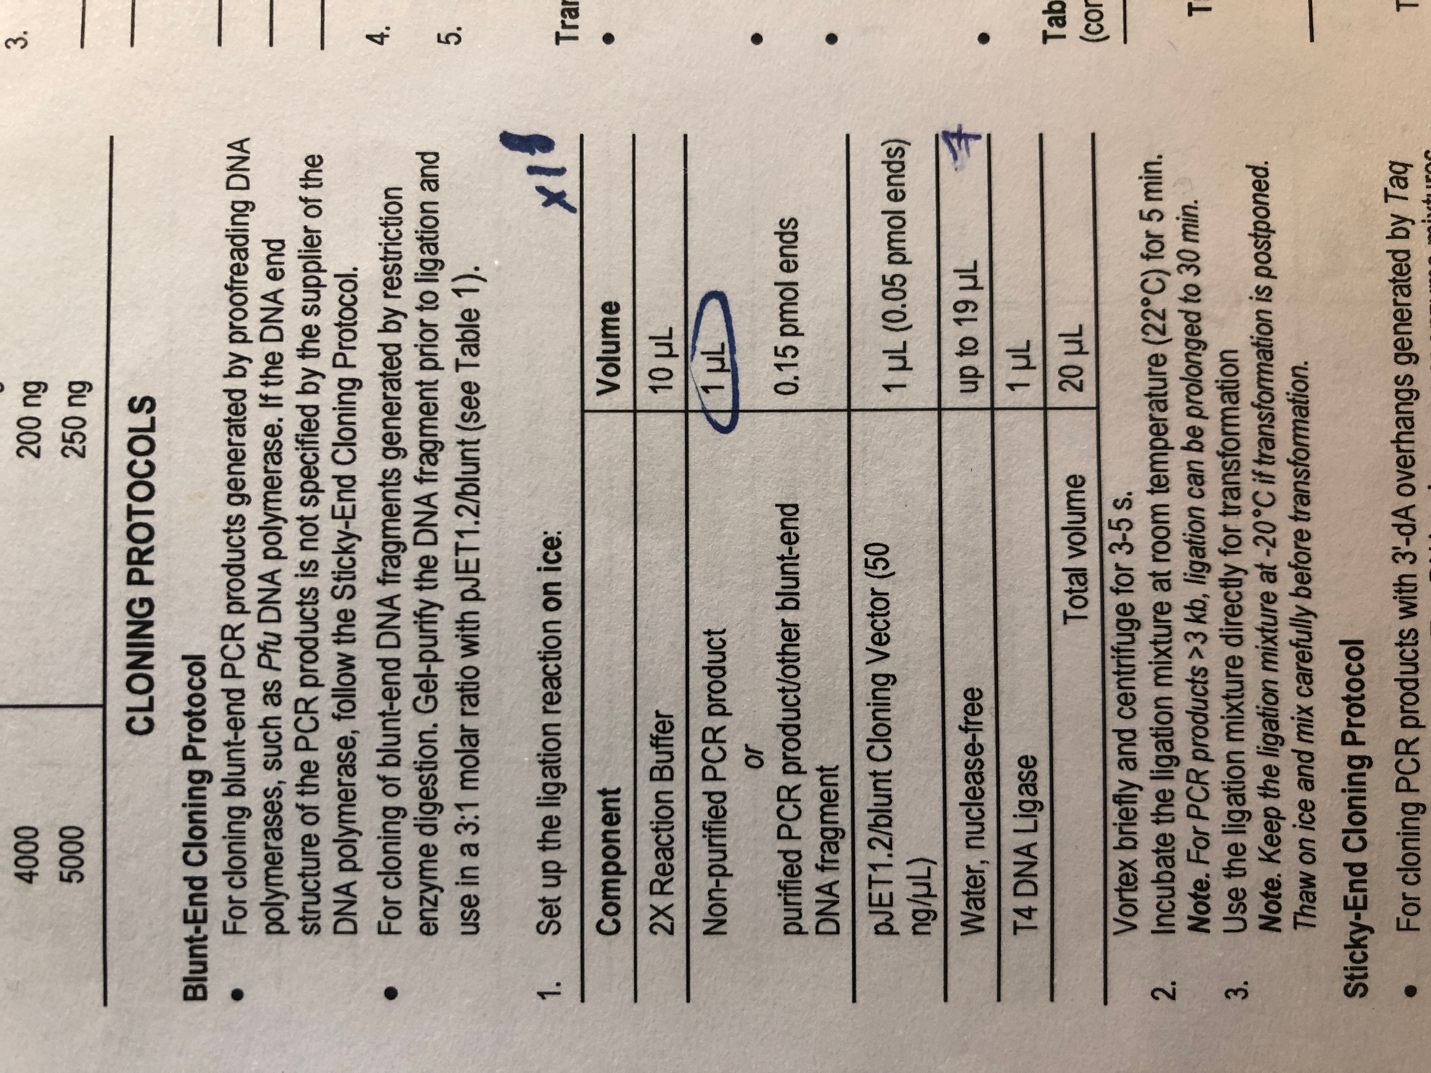 4000 200 ng
5000 250 ng
CLONING PROTOCOLS
Blunt-End Cloning Protocol
• For cloning blunt-end PCR products generated by proofreading DNA
polymerases, such as Pfu DNA polymerase. If the DNA end
structure of the PCR products is not specified by the supplier of the
DNA polymerase, follow the Sticky-End Cloning Protocol.
• For cloning of blunt-end DNA fragments generated by restriction
enzyme digestion. Gel-purify the DNA fragment prior to ligation and
use in a 3:1 molar ratio with pJET1.2/blunt (see Table 1).
1. Set up the ligation reaction on ice:
Component Volume
2X Reaction Buffer 10 µL
Non-purified PCR product 1 µL
or
purified PCR product/other blunt-end 0.15 pmol ends
DNA fragment
pJET1.2/blunt Cloning Vector (50 1 µL (0.05 pmol ends)
ng/µL)
Water, nuclease-free up to 19 µL 7
T4 DNA Ligase 1 µL
Total volume 20 µL
Vortex briefly and centrifuge for 3-5 s.
2. Incubate the ligation mixture at room temperature (22°C) for 5 min.
Note. For PCR products >3 kb, ligation can be prolonged to 30 min.
3. Use the ligation mixture directly for transformation
Note. Keep the ligation mixture at -20°C if transformation is postponed.
Thaw on ice and mix carefully before transformation.
Sticky-End Cloning Protocol
• For cloning PCR products with 3'-dA overhangs generated by Taq
3.
4.
5.